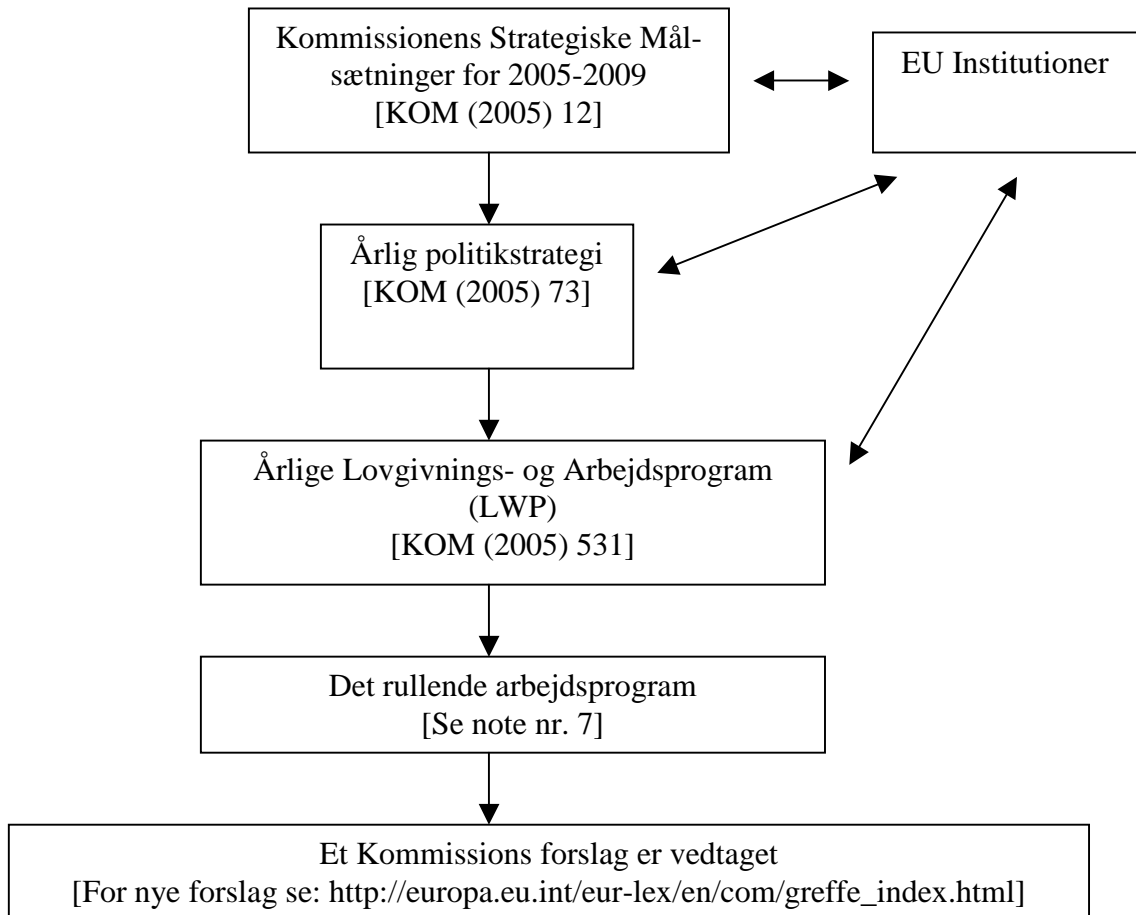 Kommissionens Strategiske Mål-
sætninger for 2005-2009
[KOM (2005) 12]
EU Institutioner
Årlig politikstrategi
[KOM (2005) 73]
Årlige Lovgivnings- og Arbejdsprogram
(LWP)
[KOM (2005) 531]
Det rullende arbejdsprogram
[Se note nr. 7]
Et Kommissions forslag er vedtaget
[For nye forslag se: http://europa.eu.int/eur-lex/en/com/greffe_index.html]